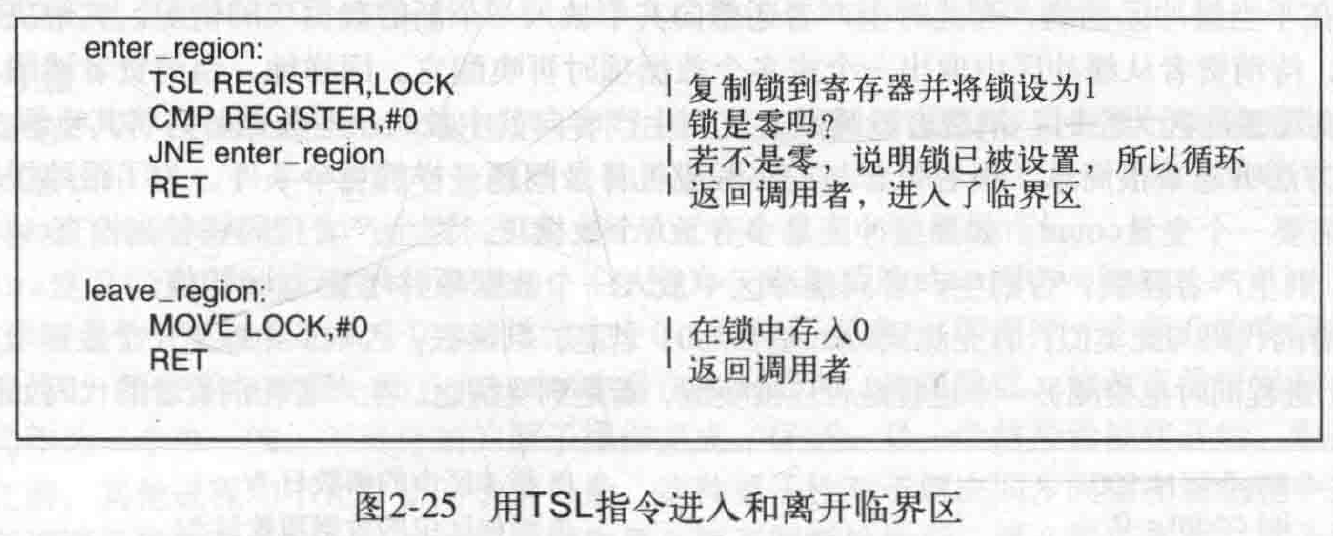 enter_region:
TSL REGISTER,LOCK | 复制锁到寄存器并将锁设为1
CMP REGISTER,#0 | 锁是零吗?
JNE enter_region | 若不是零,说明锁已被设置,所以循环
RET | 返回调用者,进入了临界区
leave_region:
MOVE LOCK,#0 | 在锁中存入0
RET | 返回调用者
图2-25 用TSL指令进入和离开临界区